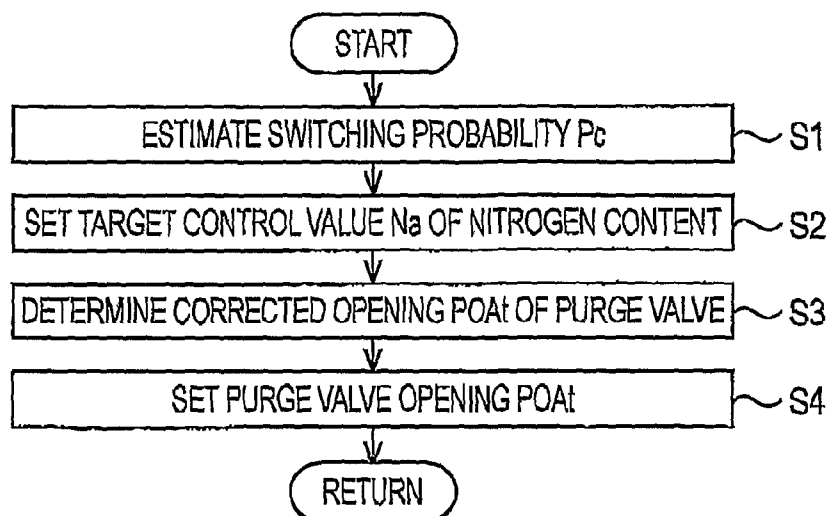 START
ESTIMATE SWITCHING PROBABILITY Pc
S1
SET TARGET CONTROL VALUE Na OF NITROGEN CONTENT
S2
DETERMINE CORRECTED OPENING POAt OF PURGE VALVE
S3
SET PURGE VALVE OPENING POAt
S4
RETURN